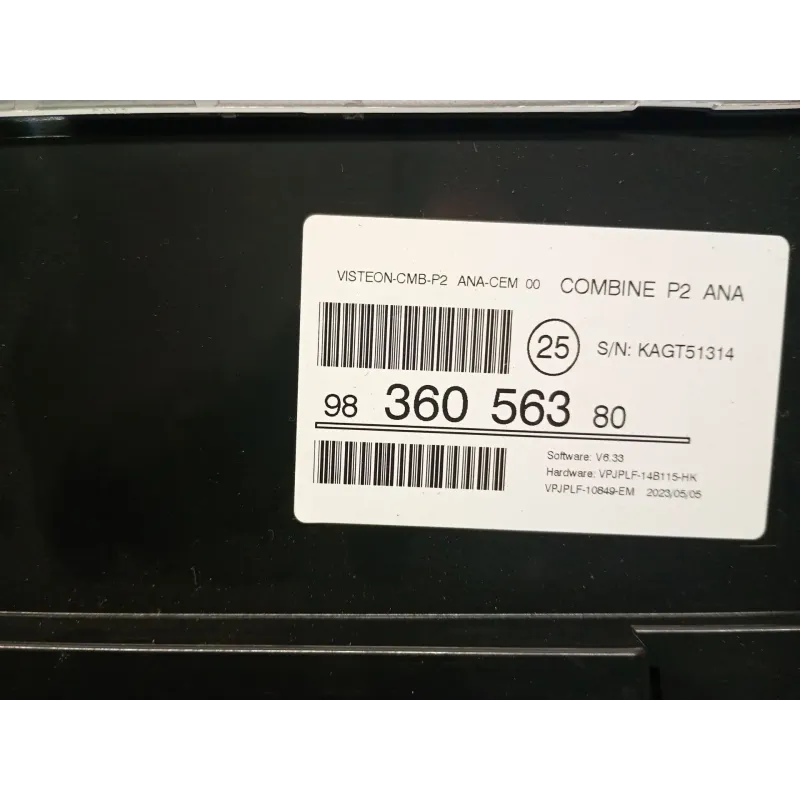 VISTEON-CMB-P2 ANA-CEM 00 COMBINE P2 ANA
25 S/N: KAGT51314
98 360 563 80
Software: V6.33
Hardware: VPJPLF-14B115-HK
VPJPLF-10849-EM 2023/05/05